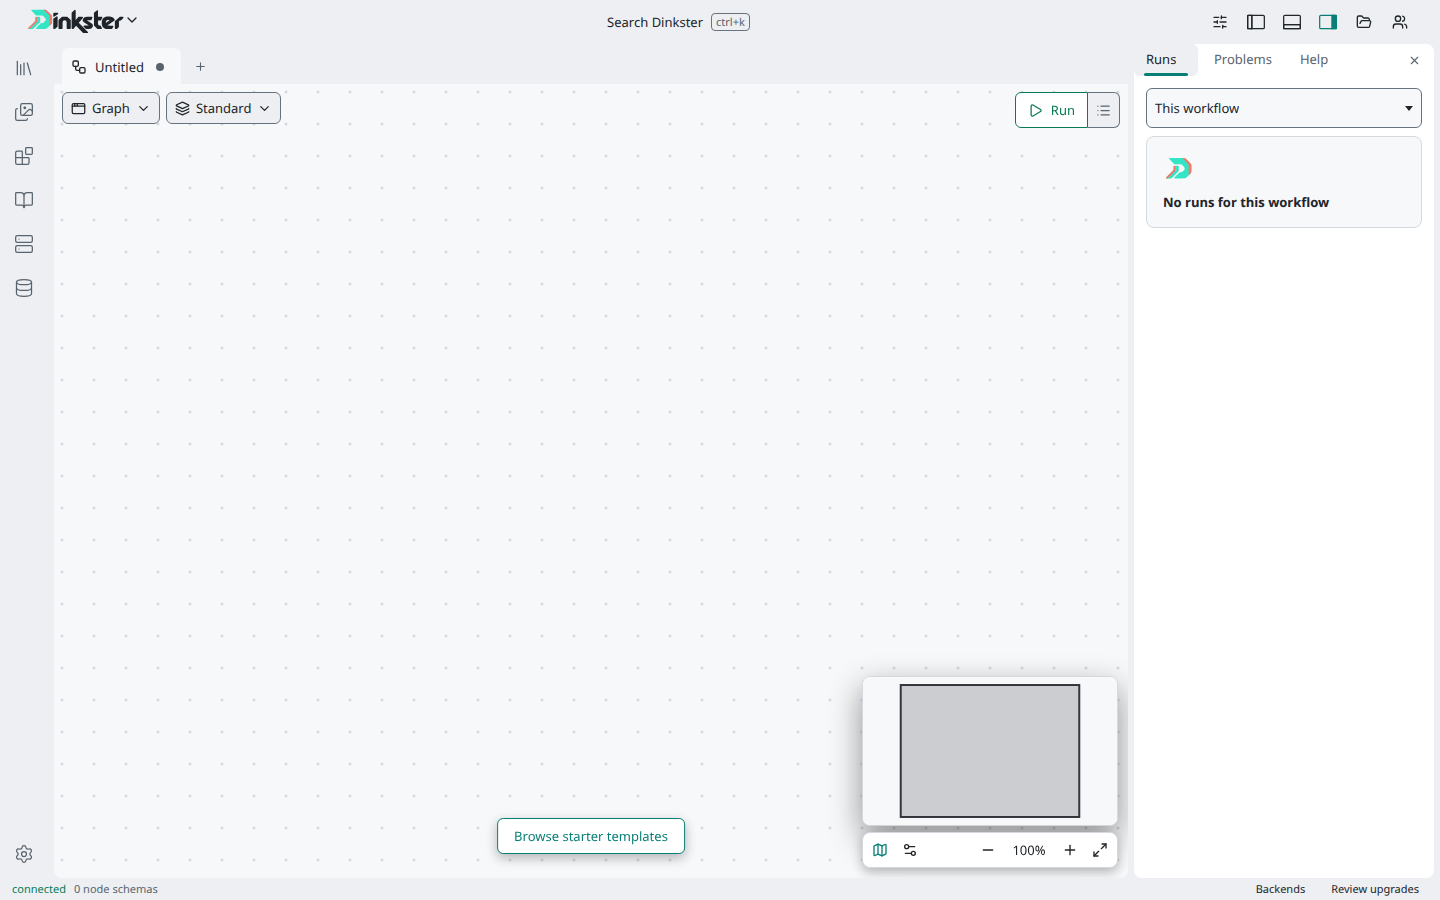 Dinkster
Search Dinkster ctrl+k
Untitled
Graph
Standard
Run
Runs
Problems
Help
This workflow
No runs for this workflow
Browse starter templates
100%
connected
0 node schemas
Backends
Review upgrades